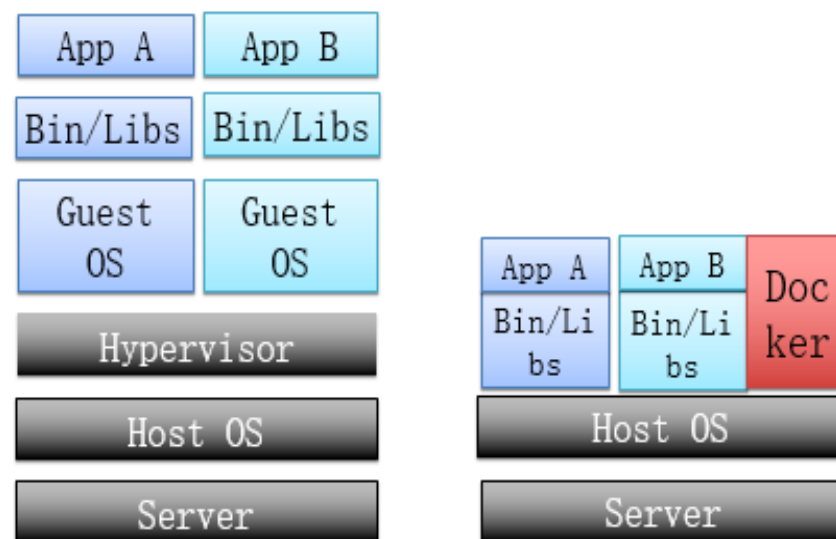 App A
App B
Bin/Libs
Bin/Libs
Guest
OS
Guest
OS
Hypervisor
Host OS
Server
App A
App B
Doc
ker
Bin/Li
bs
Bin/Li
bs
Host OS
Server